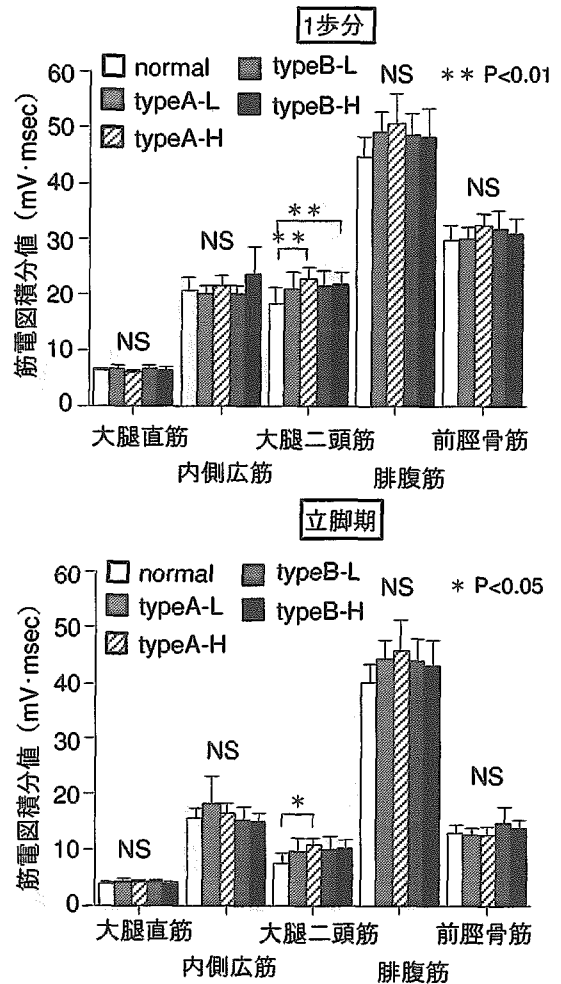 1歩分
normal
typeA-L
typeA-H
typeB-L
typeB-H
** P<0.01
筋電図積分値 (mV·msec)
60
50
40
30
20
10
0
NS
NS
**
**
NS
NS
大腿直筋
内側広筋
大腿二頭筋
腓腹筋
前脛骨筋
立脚期
normal
typeA-L
typeA-H
typeB-L
typeB-H
* P<0.05
筋電図積分値 (mV·msec)
60
50
40
30
20
10
0
NS
NS
*
NS
NS
大腿直筋
内側広筋
大腿二頭筋
腓腹筋
前脛骨筋